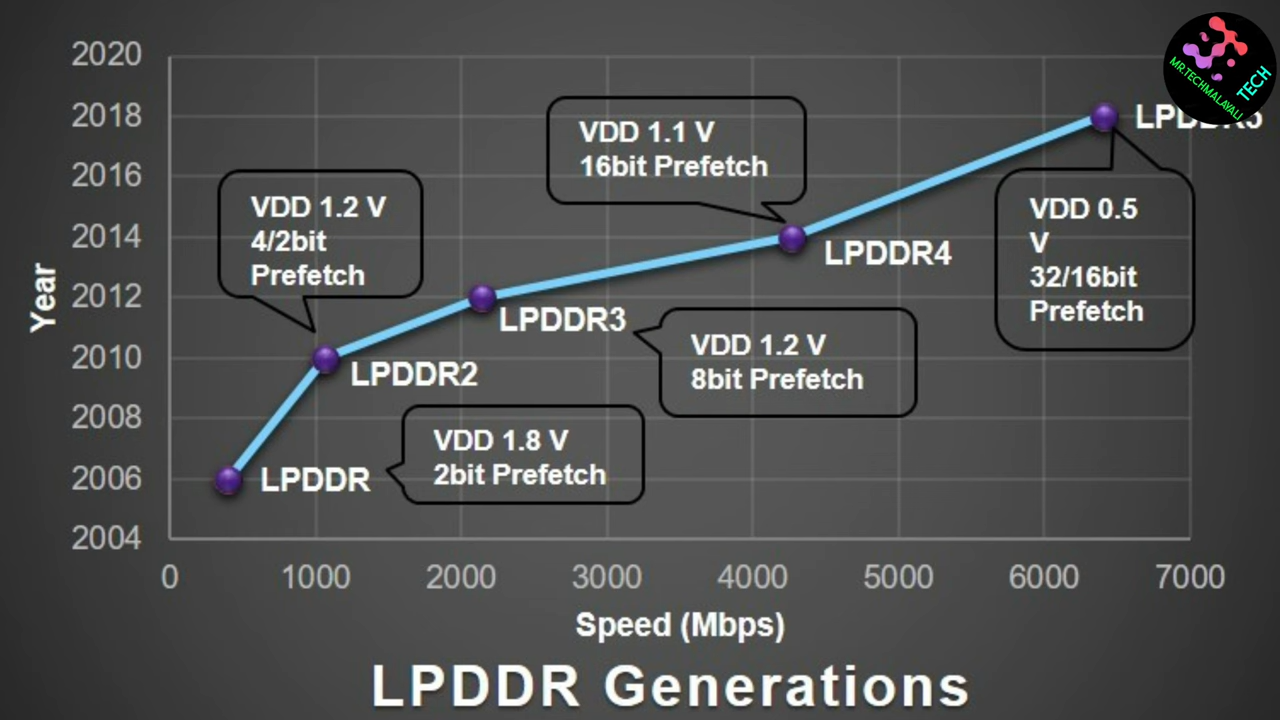 2020
2018
2016
2014
2012
2010
2008
2006
2004
Year
0 1000 2000 3000 4000 5000 6000 7000
Speed (Mbps)
LPDDR Generations
LPDDR
VDD 1.8 V
2bit Prefetch
LPDDR2
VDD 1.2 V
4/2bit
Prefetch
LPDDR3
VDD 1.2 V
8bit Prefetch
LPDDR4
VDD 1.1 V
16bit Prefetch
LPDDR5
VDD 0.5
V
32/16bit
Prefetch
MR.TECHMALAYALI
TECH